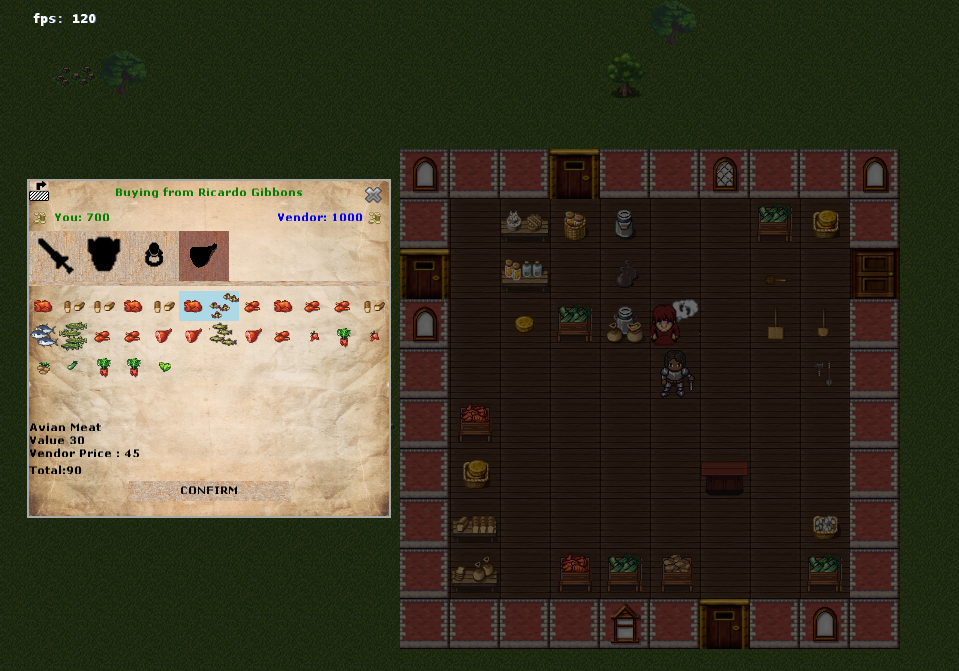 fps: 120
Buying from Ricardo Gibbons
You: 700
Vendor: 1000
Avian Meat
Value 30
Vendor Price : 45
Total:90
CONFIRM